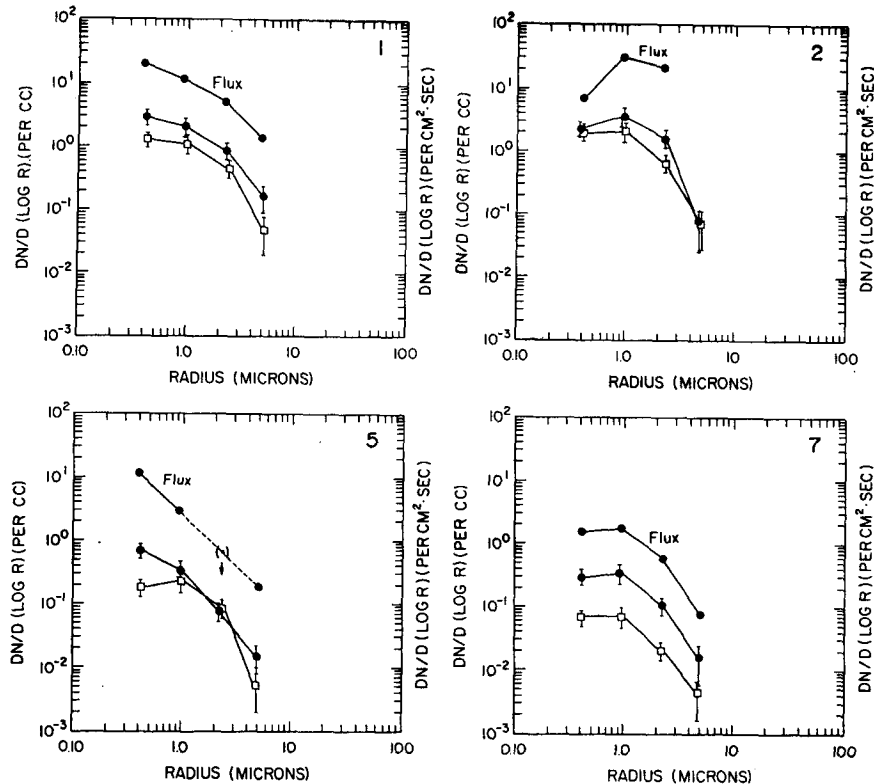 DN/D (LOG R) (PER CC)
10²
10¹
10⁰
10⁻¹
10⁻²
10⁻³
1
Flux
DN/D (LOG R) (PER CM²·SEC)
0.10 1.0 10 100
RADIUS (MICRONS)
DN/D (LOG R) (PER CC)
10²
10¹
10⁰
10⁻¹
10⁻²
10⁻³
2
Flux
DN/D (LOG R) (PER CM²·SEC)
0.10 1.0 10 100
RADIUS (MICRONS)
DN/D (LOG R) (PER CC)
10²
10¹
10⁰
10⁻¹
10⁻²
10⁻³
5
Flux
DN/D (LOG R) (PER CM²·SEC)
0.10 1.0 10 100
RADIUS (MICRONS)
DN/D (LOG R) (PER CC)
10²
10¹
10⁰
10⁻¹
10⁻²
10⁻³
7
Flux
DN/D (LOG R) (PER CM²·SEC)
0.10 1.0 10 100
RADIUS (MICRONS)